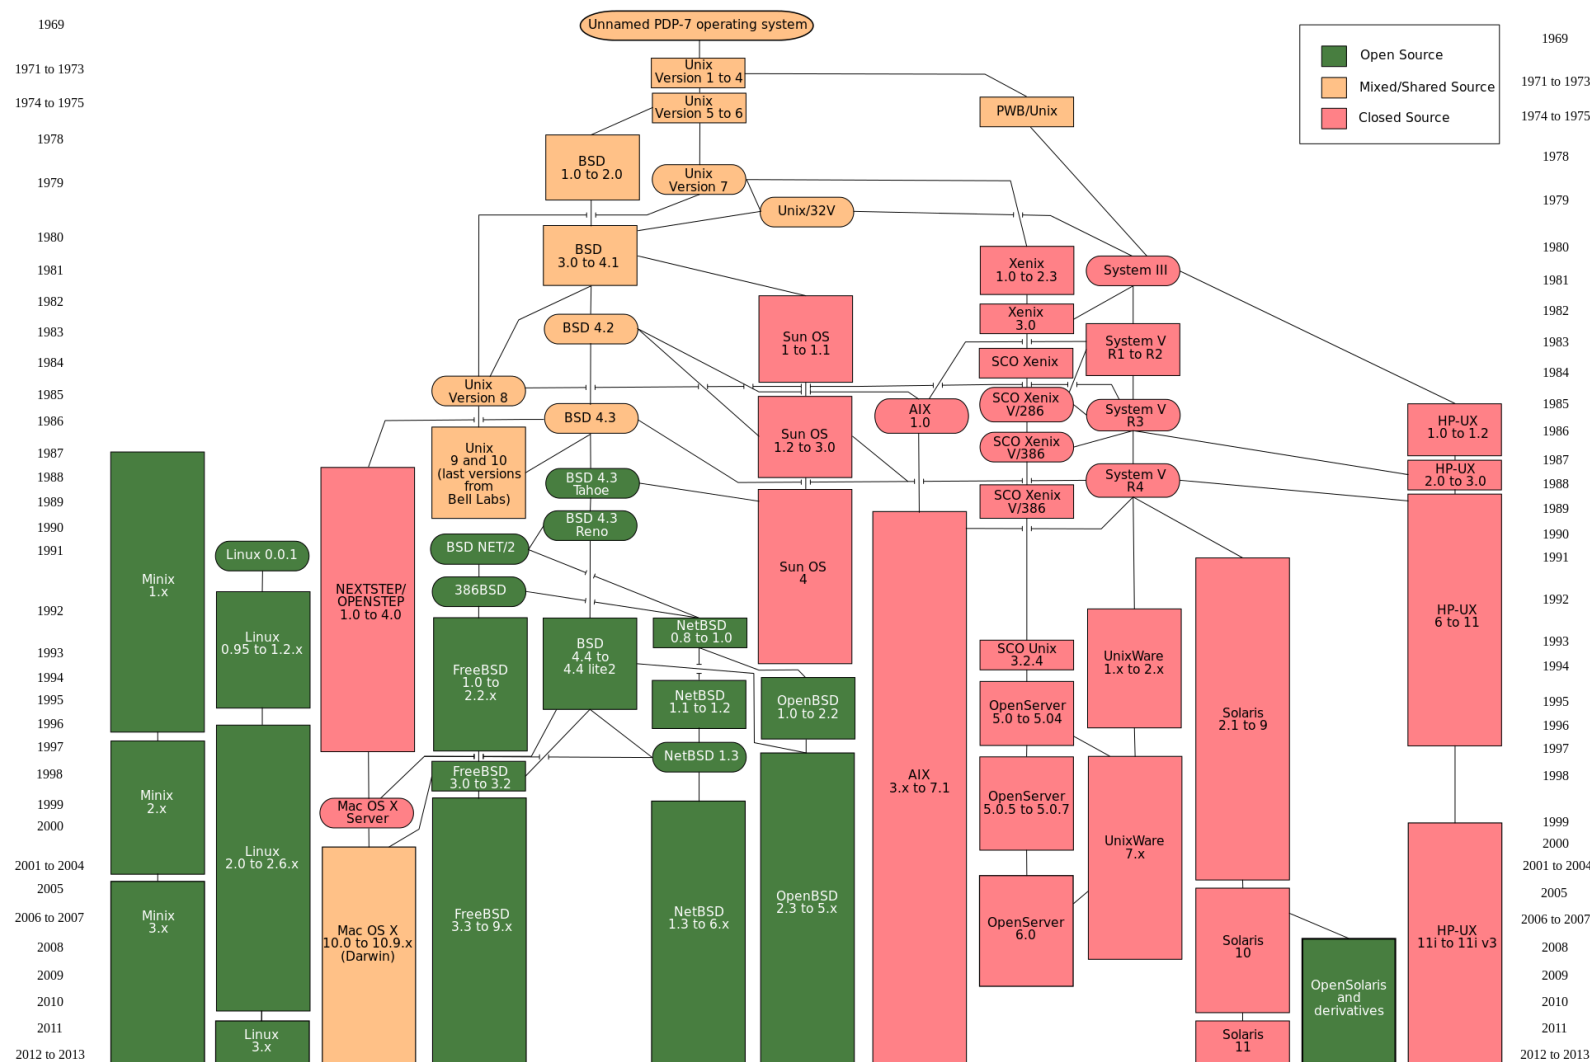 Unnamed PDP-7 operating system
1969
1969
Open Source
Mixed/Shared Source
Closed Source
1971 to 1973
Unix
Version 1 to 4
1971 to 1973
1974 to 1975
Unix
Version 5 to 6
PWB/Unix
1974 to 1975
1978
BSD
1.0 to 2.0
1978
1979
Unix
Version 7
Unix/32V
1979
1980
BSD
3.0 to 4.1
1980
1981
Xenix
1.0 to 2.3
System III
1981
1982
Xenix
3.0
1982
1983
BSD 4.2
Sun OS
1 to 1.1
System V
R1 to R2
1983
1984
SCO Xenix
1984
1985
Unix
Version 8
SCO Xenix
V/286
AIX
1.0
System V
R3
1985
1986
BSD 4.3
Sun OS
1.2 to 3.0
SCO Xenix
V/386
HP-UX
1.0 to 1.2
1986
1987
Unix
9 and 10
(last versions
from
Bell Labs)
HP-UX
2.0 to 3.0
1987
1988
BSD 4.3
Tahoe
System V
R4
1988
1989
SCO Xenix
V/386
1989
1990
BSD 4.3
Reno
1990
1991
Linux 0.0.1
BSD NET/2
1991
Minix
1.x
NEXTSTEP/
OPENSTEP
1.0 to 4.0
386BSD
Sun OS
4
1992
1992
Linux
0.95 to 1.2.x
NetBSD
0.8 to 1.0
HP-UX
6 to 11
1993
BSD
4.4 to
4.4 lite2
SCO Unix
3.2.4
UnixWare
1.x to 2.x
1993
1994
FreeBSD
1.0 to
2.2.x
1994
1995
NetBSD
1.1 to 1.2
OpenBSD
1.0 to 2.2
OpenServer
5.0 to 5.04
Solaris
2.1 to 9
1995
1996
1996
1997
NetBSD 1.3
1997
1998
FreeBSD
3.0 to 3.2
AIX
3.x to 7.1
1998
1999
Minix
2.x
Mac OS X
Server
OpenServer
5.0.5 to 5.0.7
1999
2000
2000
2001 to 2004
Linux
2.0 to 2.6.x
UnixWare
7.x
2001 to 2004
2005
2005
2006 to 2007
Minix
3.x
FreeBSD
3.3 to 9.x
NetBSD
1.3 to 6.x
OpenBSD
2.3 to 5.x
OpenServer
6.0
2006 to 2007
2008
Mac OS X
10.0 to 10.9.x
(Darwin)
Solaris
10
HP-UX
11i to 11i v3
2008
2009
2009
2010
OpenSolaris
and
derivatives
2010
2011
2011
2012 to 2013
Linux
3.x
Solaris
11
2012 to 2013